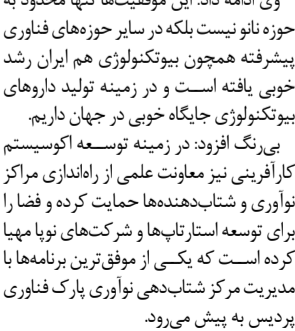 وی ادامه داد: این موفقیت‌ها تنها محدود به
حوزه نانو نیست بلکه در سایر حوزه‌های فناوری
پیشرفته همچون بیوتکنولوژی هم ایران رشد
خوبی یافته است و در زمینه تولید داروهای
بیوتکنولوژی جایگاه خوبی در جهان داریم.
بی‌رنگ افزود: در زمینه توسعه اکوسیستم
کارآفرینی نیز معاونت علمی از راه‌اندازی مراکز
نوآوری و شتاب‌دهنده‌ها حمایت کرده و فضا را
برای توسعه استارتاپ‌ها و شرکت‌های نوپا مهیا
کرده است که یکی از موفق‌ترین برنامه‌ها با
مدیریت مرکز شتاب‌دهی نوآوری پارک فناوری
پردیس به پیش می‌رود.